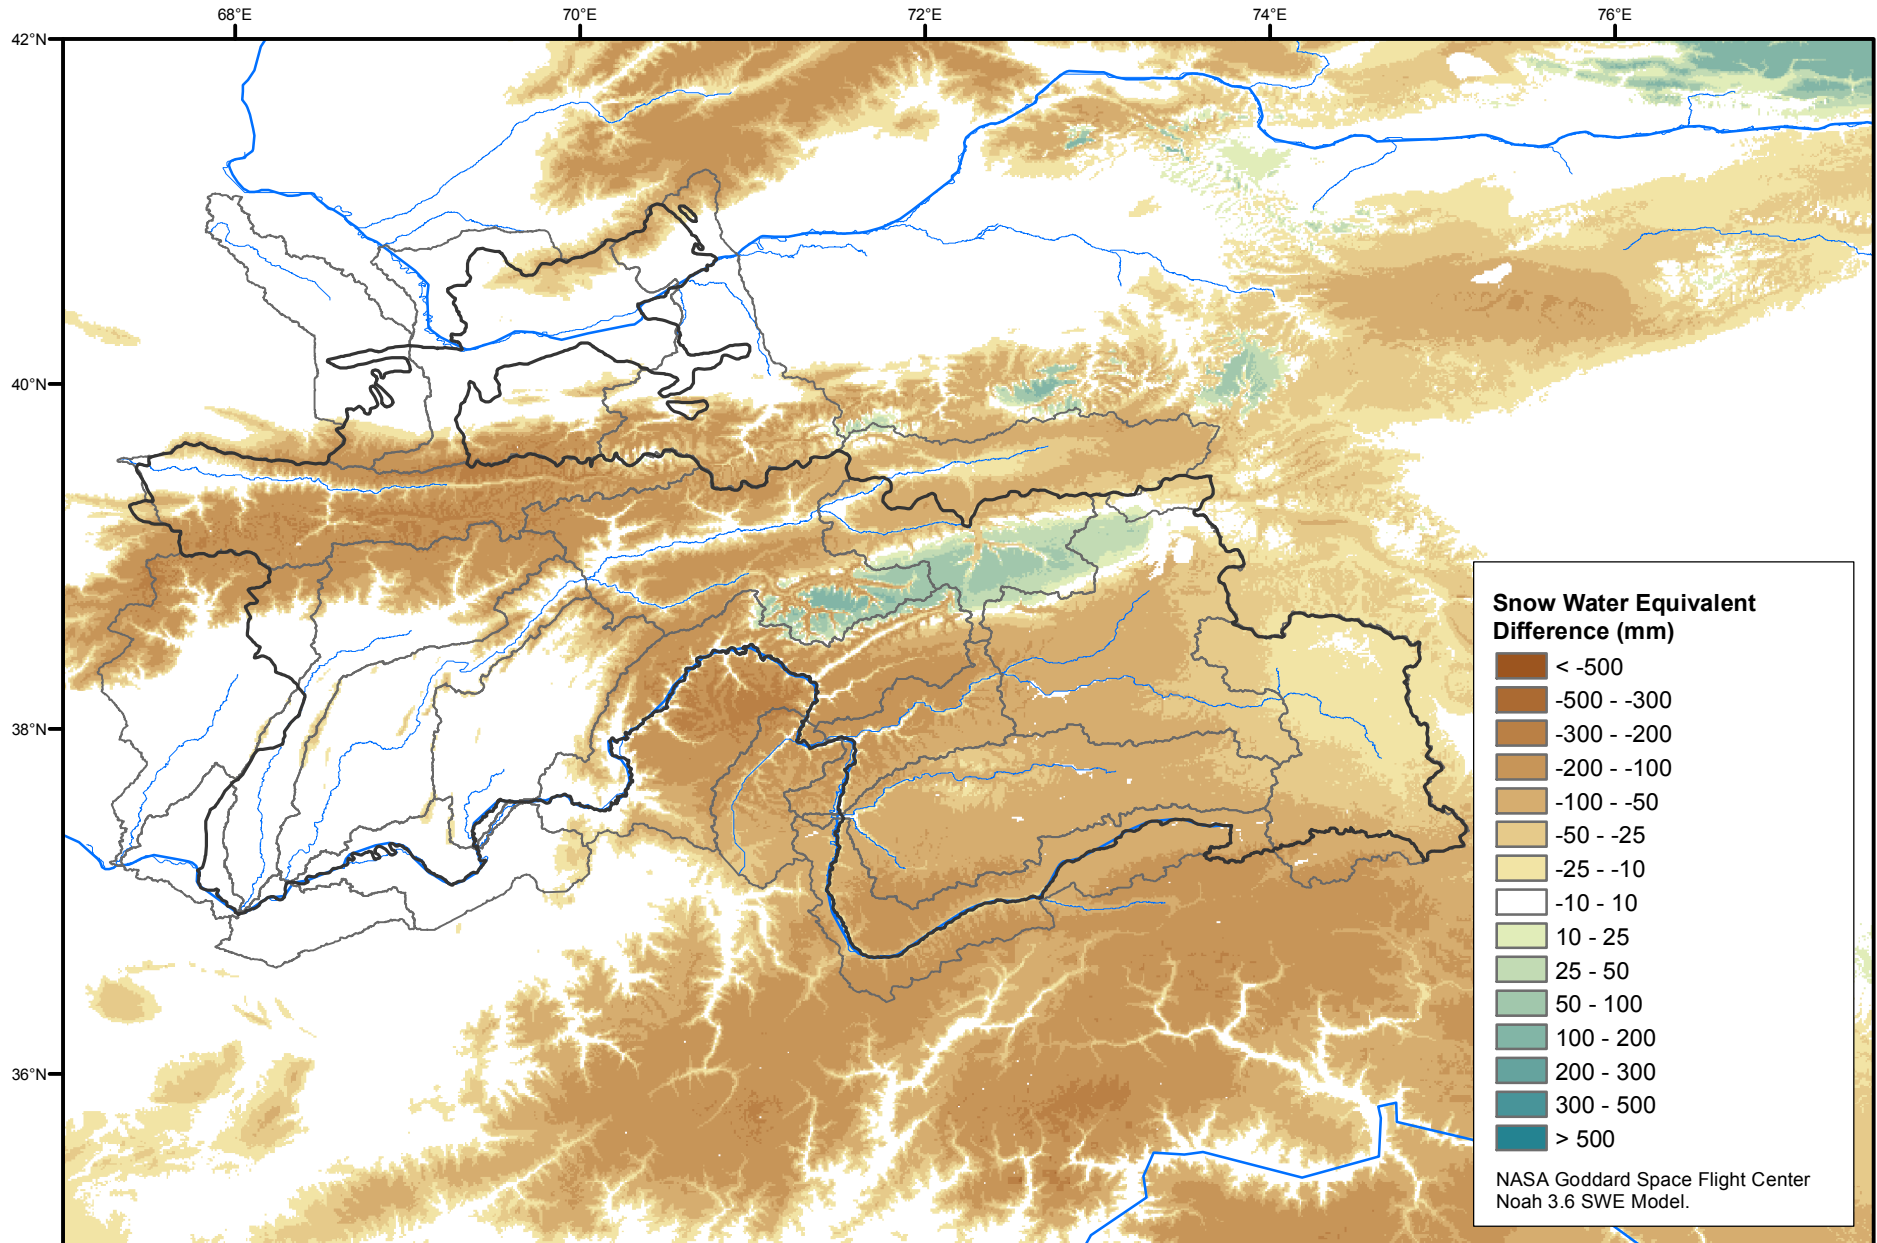 68°E
70°E
72°E
74°E
76°E
42°N
40°N
38°N
36°N
Snow Water Equivalent
Difference (mm)
< -500
-500 - -300
-300 - -200
-200 - -100
-100 - -50
-50 - -25
-25 - -10
-10 - 10
10 - 25
25 - 50
50 - 100
100 - 200
200 - 300
300 - 500
> 500
NASA Goddard Space Flight Center
Noah 3.6 SWE Model.